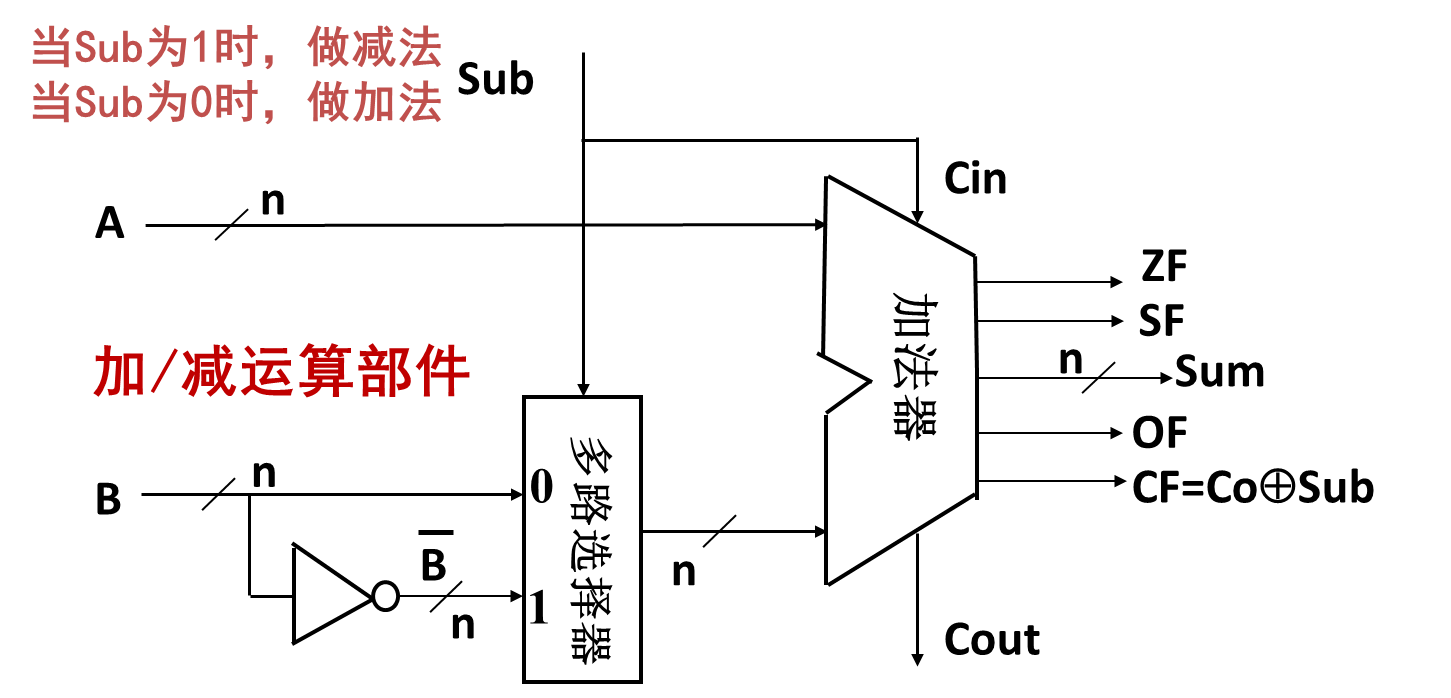 当Sub为1时，做减法
当Sub为0时，做加法
Sub
Cin
n
A
ZF
SF
加法器
n
Sum
加/减运算部件
OF
n
B
0
多路选择器
CF=Co⊕Sub
B̅
n
1
n
Cout